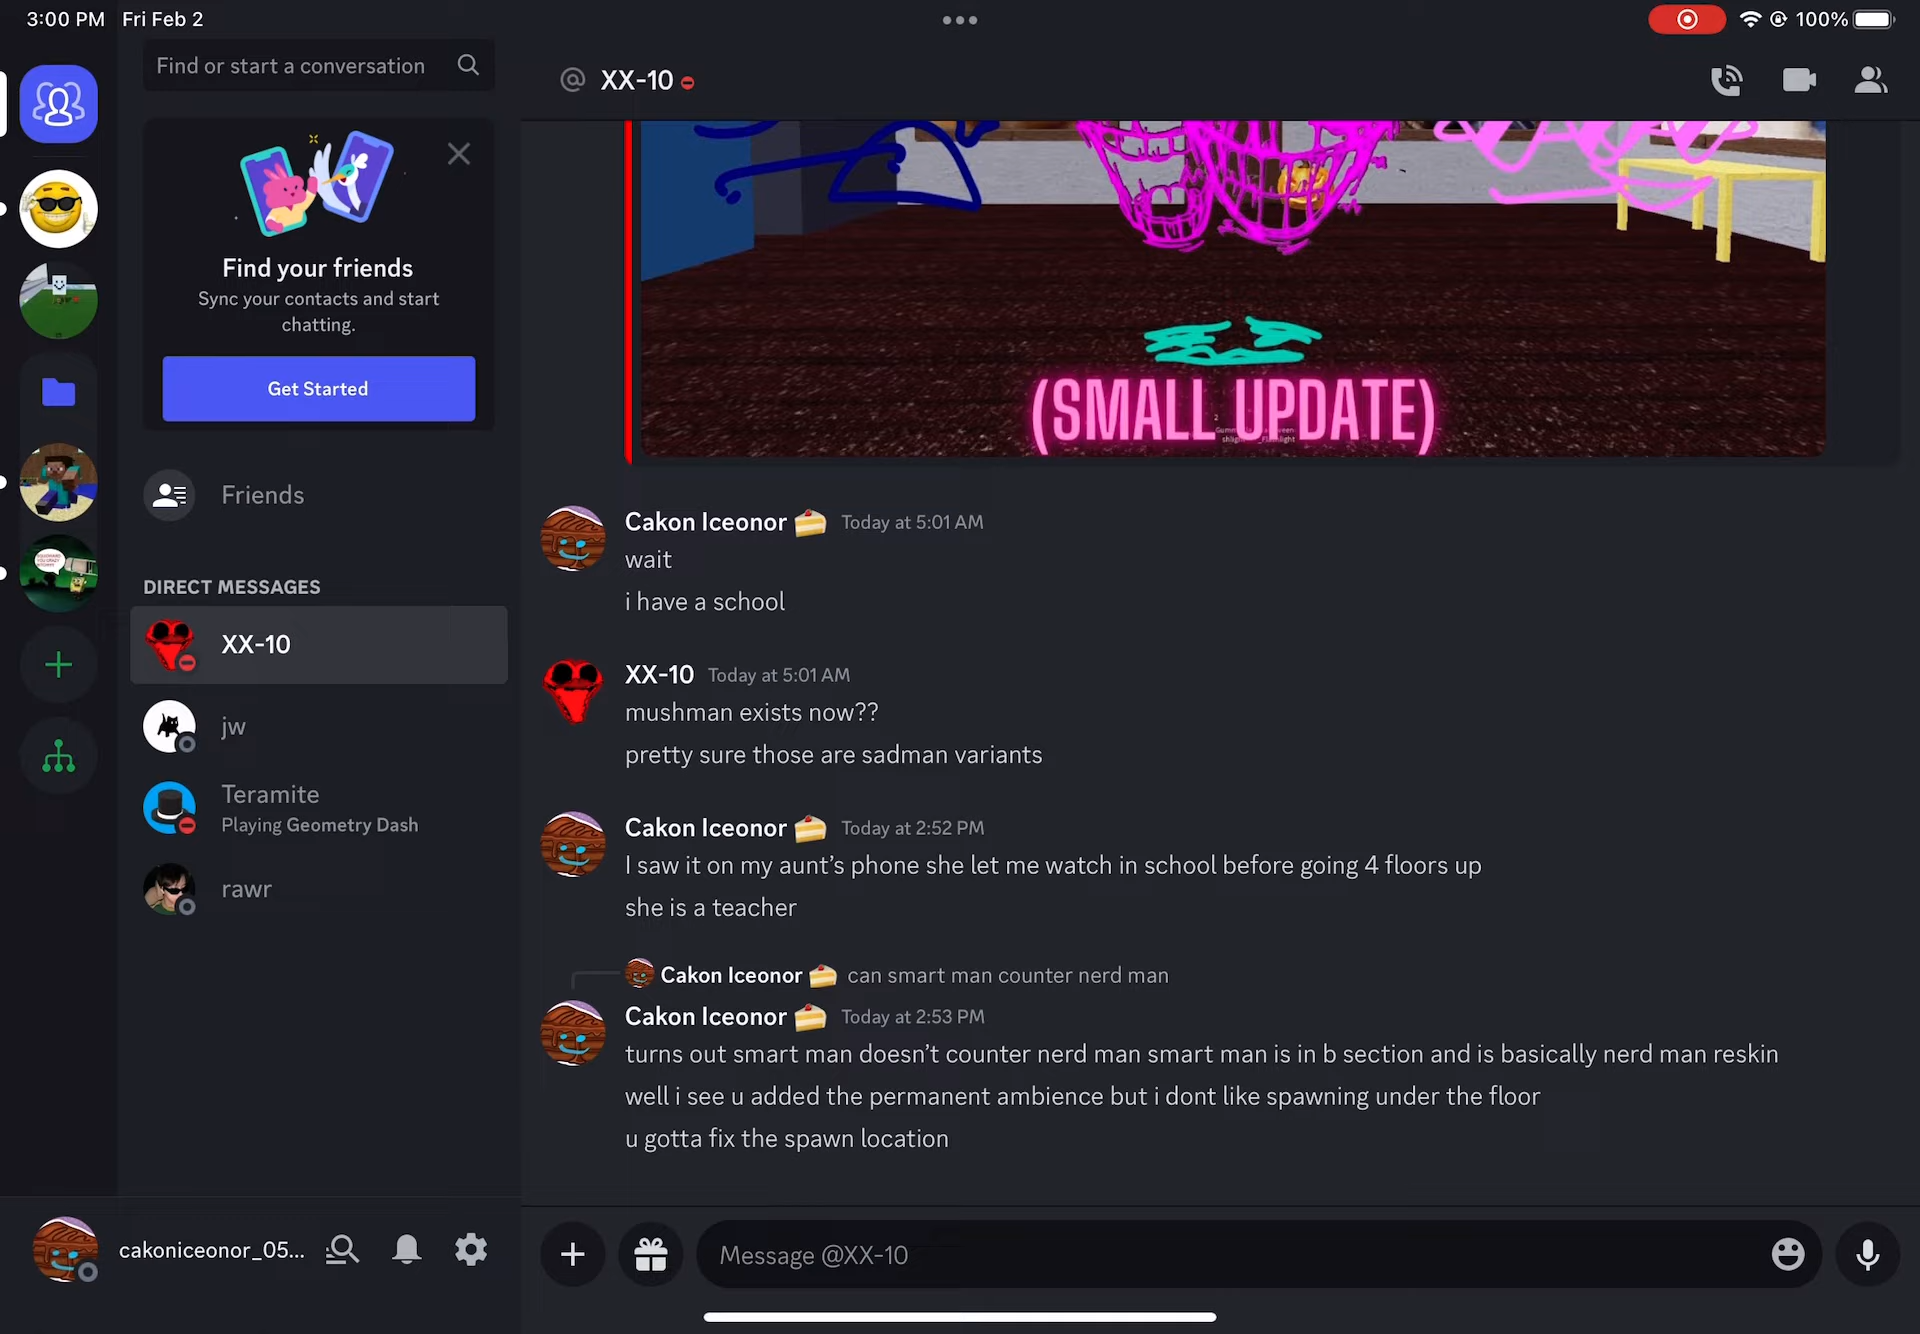 3:00 PM Fri Feb 2
100%
Find or start a conversation
Find your friends
Sync your contacts and start
chatting.
Get Started
Friends
DIRECT MESSAGES
XX-10
jw
Teramite
Playing Geometry Dash
rawr
cakoniceonor_05...
@ XX-10
(SMALL UPDATE)
Cakon Iceonor 🍰 Today at 5:01 AM
wait
i have a school
XX-10 Today at 5:01 AM
mushman exists now??
pretty sure those are sadman variants
Cakon Iceonor 🍰 Today at 2:52 PM
I saw it on my aunt’s phone she let me watch in school before going 4 floors up
she is a teacher
Cakon Iceonor 🍰 can smart man counter nerd man
Cakon Iceonor 🍰 Today at 2:53 PM
turns out smart man doesn’t counter nerd man smart man is in b section and is basically nerd man reskin
well i see u added the permanent ambience but i dont like spawning under the floor
u gotta fix the spawn location
Message @XX-10